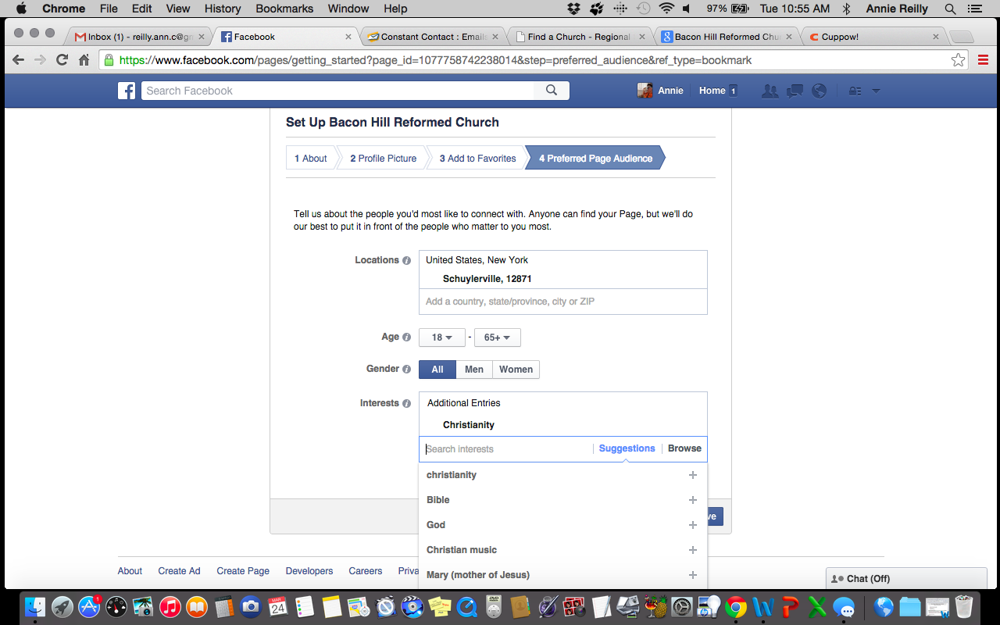 Chrome File Edit View History Bookmarks Window Help 97% Tue 10:55 AM Annie Reilly
Inbox (1) - reilly.ann.c@gm Facebook Constant Contact : Emails Find a Church - Regional Bacon Hill Reformed Chu Cuppow!
https://www.facebook.com/pages/getting_started?page_id=1077758742238014&step=preferred_audience&ref_type=bookmark
Search Facebook Annie Home 1
Set Up Bacon Hill Reformed Church
1 About 2 Profile Picture 3 Add to Favorites 4 Preferred Page Audience
Tell us about the people you'd most like to connect with. Anyone can find your Page, but we'll do
our best to put it in front of the people who matter to you most.
Locations United States, New York
Schuylerville, 12871
Add a country, state/province, city or ZIP
Age 18 - 65+
Gender All Men Women
Interests Additional Entries
Christianity
Search interests Suggestions Browse
christianity
Bible
God
ve
Christian music
About Create Ad Create Page Developers Careers Priva
Mary (mother of Jesus)
Chat (Off)
1 MAR 24